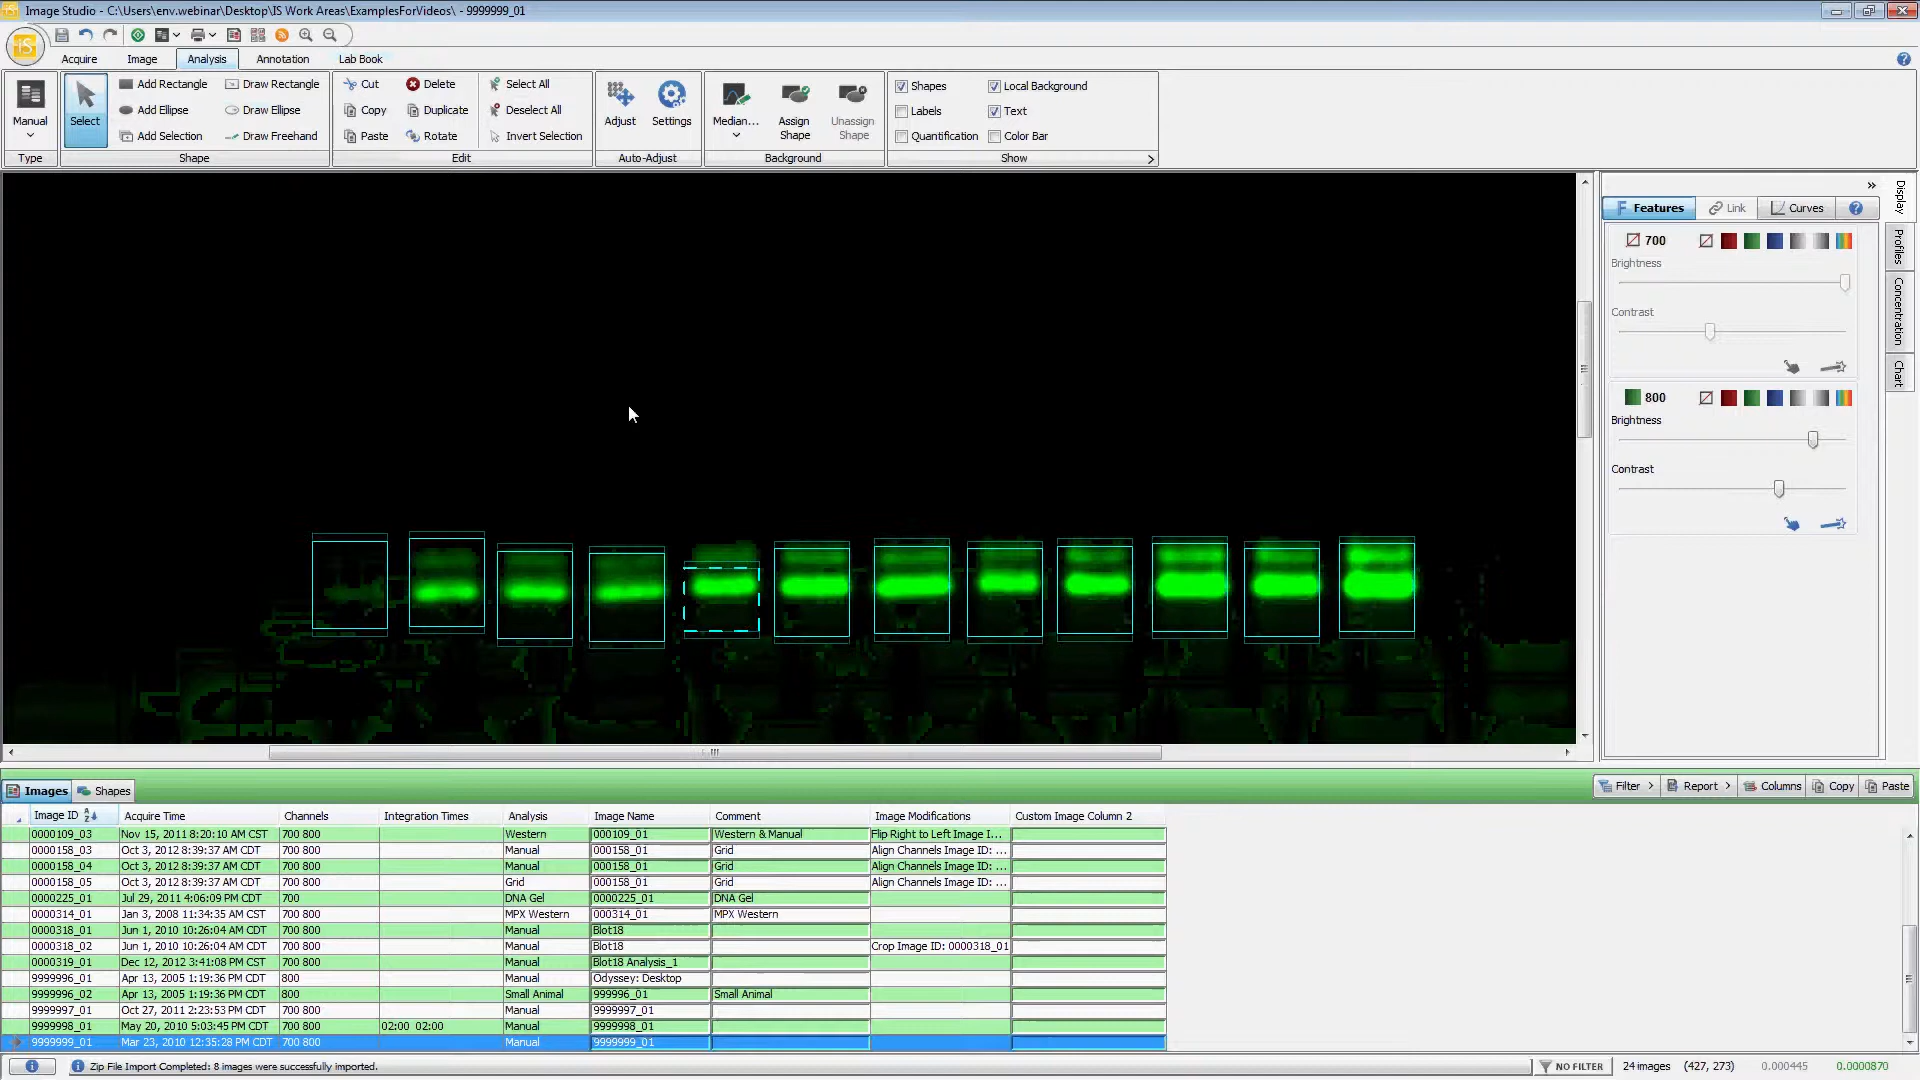 Image Studio - C:\Users\env.webinar\Desktop\IS Work Areas\ExamplesForVideos\ - 9999999_01
Acquire Image Analysis Annotation Lab Book
Manual
Type
Select
Add Rectangle Draw Rectangle
Add Ellipse Draw Ellipse
Add Selection Draw Freehand
Shape
Cut Delete Select All
Copy Duplicate Deselect All
Paste Rotate Invert Selection
Edit
Adjust Settings
Auto-Adjust
Median... Assign Shape Unassign Shape
Background
Shapes Local Background
Labels Text
Quantification Color Bar
Show
Features Link Curves
Display
Profiles
Concentration
Chart
700
Brightness
Contrast
800
Brightness
Contrast
Images Shapes Filter Report Columns Copy Paste
Image ID Acquire Time Channels Integration Times Analysis Image Name Comment Image Modifications Custom Image Column 2
0000109_03 Nov 15, 2011 8:20:10 AM CST 700 800 Western 000109_01 Western & Manual Flip Right to Left Image I...
0000158_03 Oct 3, 2012 8:39:37 AM CDT 700 800 Manual 000158_01 Grid Align Channels Image ID: ...
0000158_04 Oct 3, 2012 8:39:37 AM CDT 700 800 Manual 000158_01 Grid Align Channels Image ID: ...
0000158_05 Oct 3, 2012 8:39:37 AM CDT 700 800 Grid 000158_01 Grid Align Channels Image ID: ...
0000225_01 Jul 29, 2011 4:06:09 PM CDT 700 DNA Gel 0000225_01 DNA Gel
0000314_01 Jan 3, 2008 11:34:35 AM CST 700 800 MPX Western 000314_01 MPX Western
0000318_01 Jun 1, 2010 10:26:04 AM CDT 700 800 Manual Blot18
0000318_02 Jun 1, 2010 10:26:04 AM CDT 700 800 Manual Blot18 Crop Image ID: 0000318_01
0000319_01 Dec 12, 2012 3:41:08 PM CST 700 800 Manual Blot18 Analysis_1
9999996_01 Apr 13, 2005 1:19:36 PM CDT 800 Manual Odyssey: Desktop
9999996_02 Apr 13, 2005 1:19:36 PM CDT 800 Small Animal 999996_01 Small Animal
9999997_01 Oct 27, 2011 2:23:53 PM CDT 700 800 Manual 9999997_01
9999998_01 May 20, 2010 5:03:45 PM CDT 700 800 02:00 02:00 Manual 9999998_01
9999999_01 Mar 23, 2010 12:35:28 PM CDT 700 800 Manual 9999999_01
Zip File Import Completed: 8 images were successfully imported. NO FILTER 24 images (427, 273) 0.000445 0.0000870